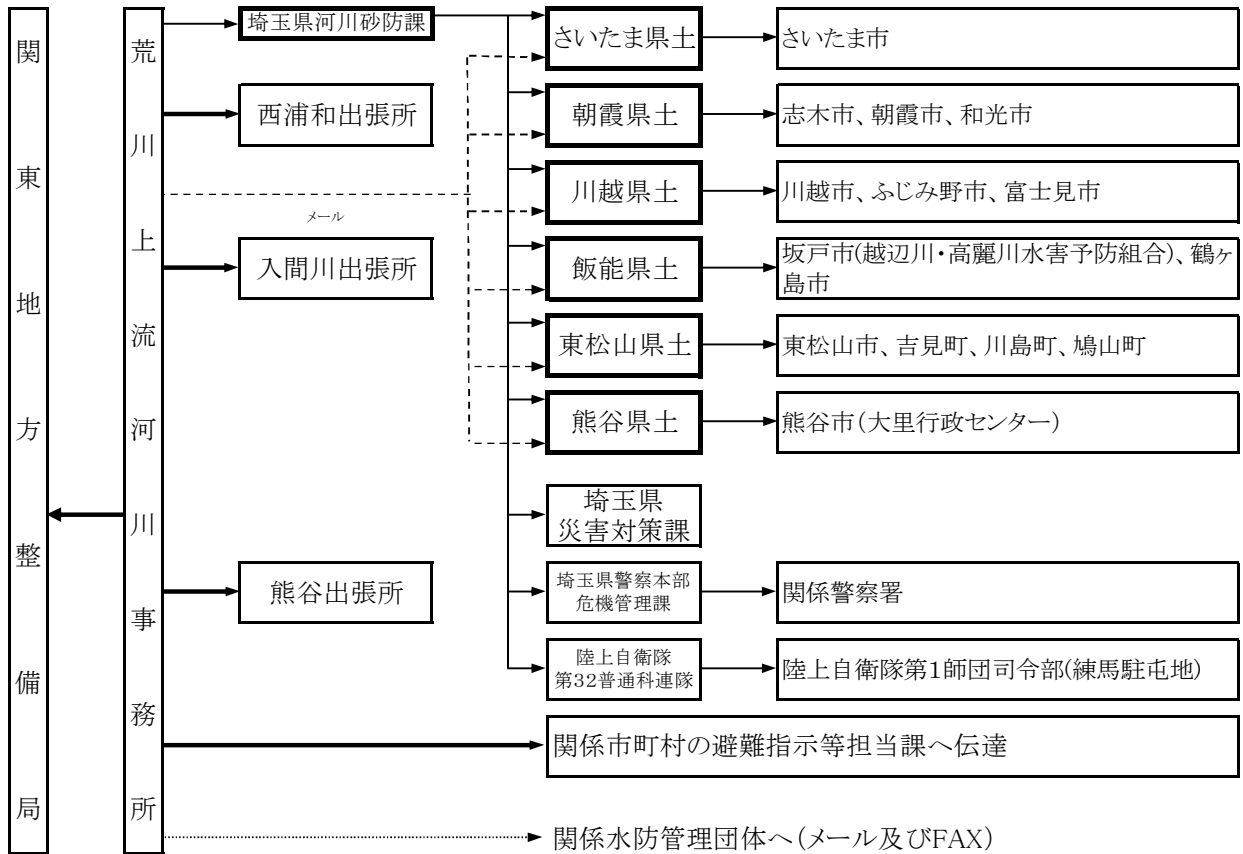 関東地方整備局
荒川上流河川事務所
埼玉県河川砂防課
西浦和出張所
メール
入間川出張所
熊谷出張所
さいたま県土
さいたま市
朝霞県土
志木市、朝霞市、和光市
川越県土
川越市、ふじみ野市、富士見市
飯能県土
坂戸市(越辺川・高麗川水害予防組合)、鶴ヶ
島市
東松山県土
東松山市、吉見町、川島町、鳩山町
熊谷県土
熊谷市(大里行政センター)
埼玉県
災害対策課
埼玉県警察本部
危機管理課
関係警察署
陸上自衛隊
第32普通科連隊
陸上自衛隊第1師団司令部(練馬駐屯地)
関係市町村の避難指示等担当課へ伝達
関係水防管理団体へ(メール及びFAX)